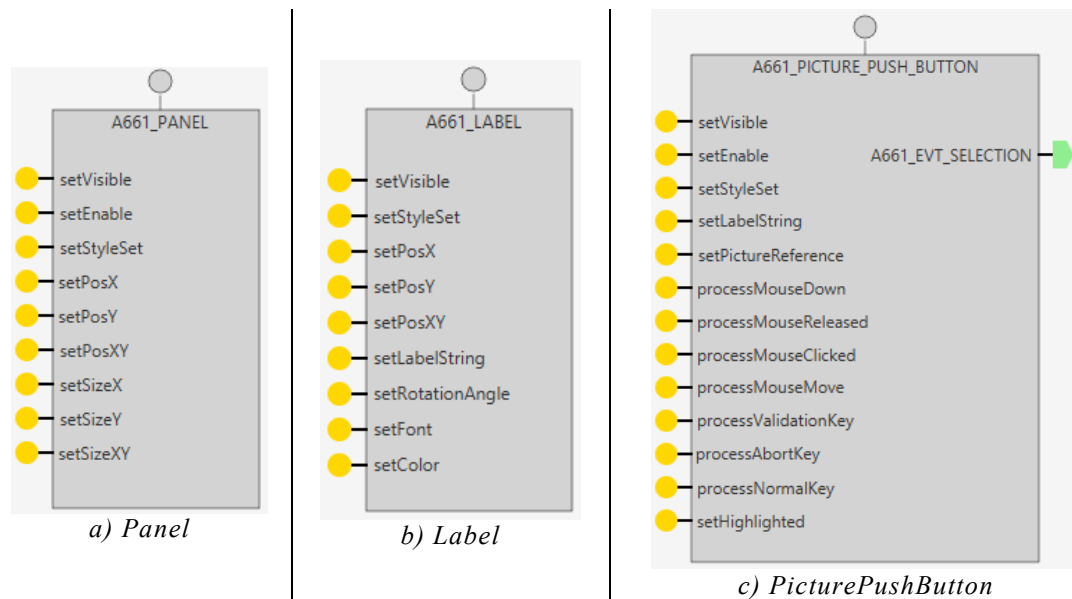 A661_PANEL
setVisible
setEnable
setStyleSet
setPosX
setPosY
setPosXY
setSizeX
setSizeY
setSizeXY
a) Panel
A661_LABEL
setVisible
setStyleSet
setPosX
setPosY
setPosXY
setLabelString
setRotationAngle
setFont
setColor
b) Label
A661_PICTURE_PUSH_BUTTON
setVisible
setEnable
A661_EVT_SELECTION
setStyleSet
setLabelString
setPictureReference
processMouseDown
processMouseReleased
processMouseClicked
processMouseMove
processValidationKey
processAbortKey
processNormalKey
setHighlighted
c) PicturePushButton